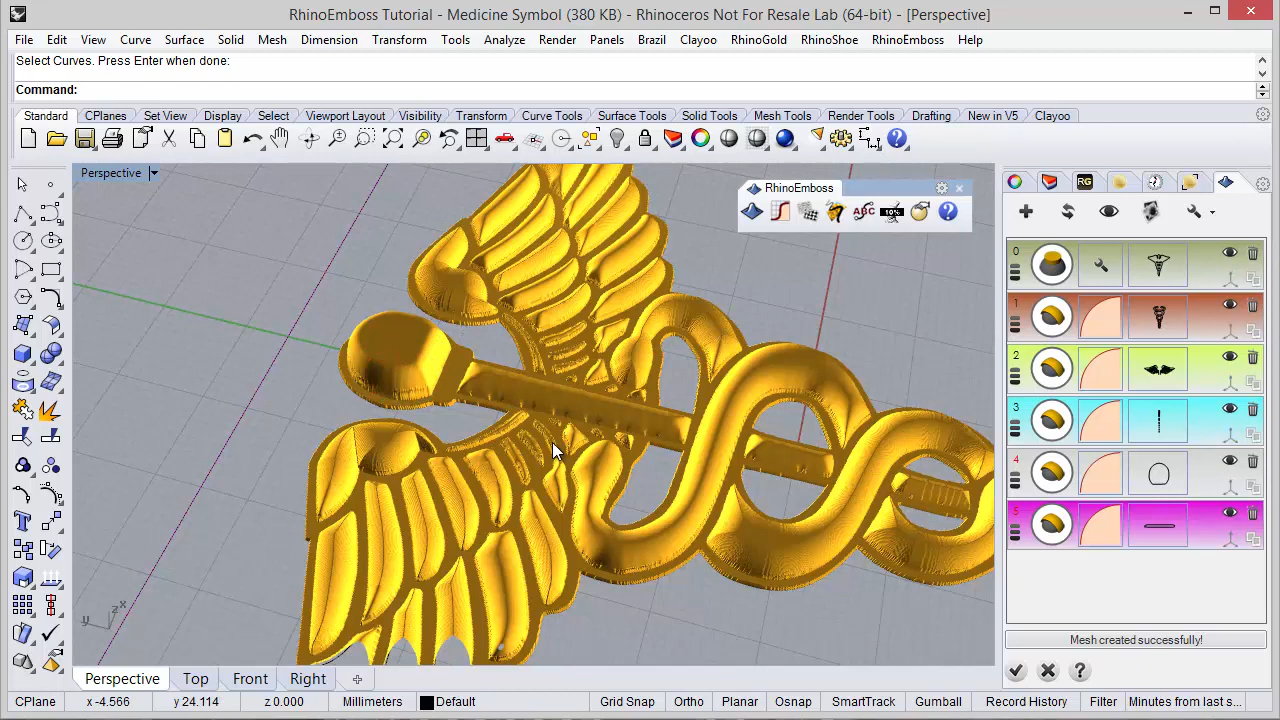 RhinoEmboss Tutorial - Medicine Symbol (380 KB) - Rhinoceros Not For Resale Lab (64-bit) - [Perspective]
File Edit View Curve Surface Solid Mesh Dimension Transform Tools Analyze Render Panels Brazil Clayoo RhinoGold RhinoShoe RhinoEmboss Help
Select Curves. Press Enter when done:
Command:
Standard CPlanes Set View Display Select Viewport Layout Visibility Transform Curve Tools Surface Tools Solid Tools Mesh Tools Render Tools Drafting New in V5 Clayoo
Perspective
RhinoEmboss
RG
ABC
10%
0
1
2
3
4
5
y
z
x
Mesh created successfully!
Perspective Top Front Right
CPlane x -4.566 y 24.114 z 0.000 Millimeters Default Grid Snap Ortho Planar Osnap SmartTrack Gumball Record History Filter Minutes from last s...